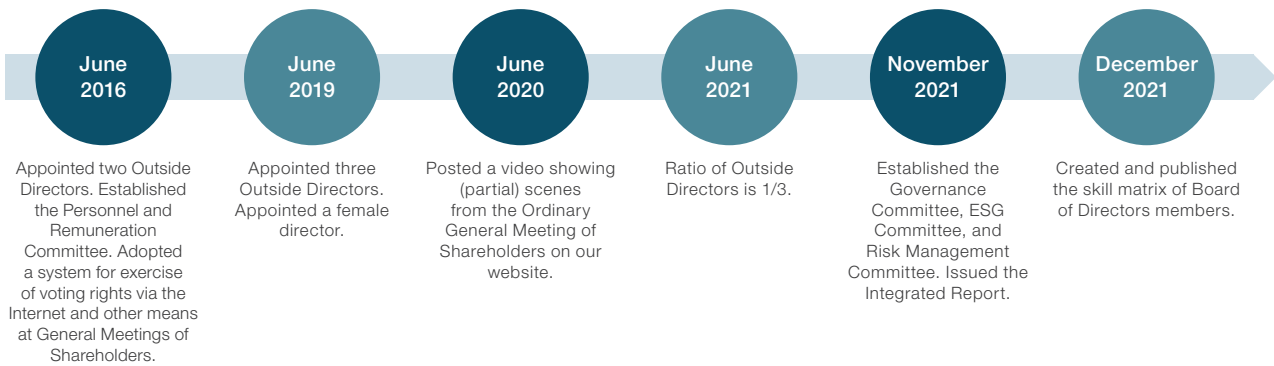 June
2016
Appointed two Outside
Directors. Established
the Personnel and
Remuneration
Committee. Adopted
a system for exercise
of voting rights via the
Internet and other means
at General Meetings of
Shareholders.
June
2019
Appointed three
Outside Directors.
Appointed a female
director.
June
2020
Posted a video showing
(partial) scenes
from the Ordinary
General Meeting of
Shareholders on our
website.
June
2021
Ratio of Outside
Directors is 1/3.
November
2021
Established the
Governance
Committee, ESG
Committee, and
Risk Management
Committee. Issued the
Integrated Report.
December
2021
Created and published
the skill matrix of Board
of Directors members.